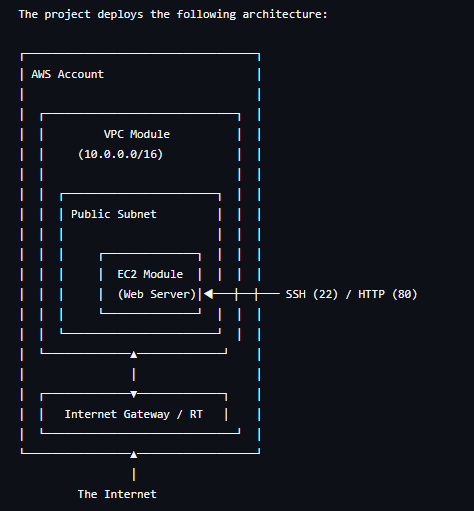 The project deploys the following architecture:
AWS Account
VPC Module
(10.0.0.0/16)
Public Subnet
EC2 Module
(Web Server)
SSH (22) / HTTP (80)
Internet Gateway / RT
The Internet